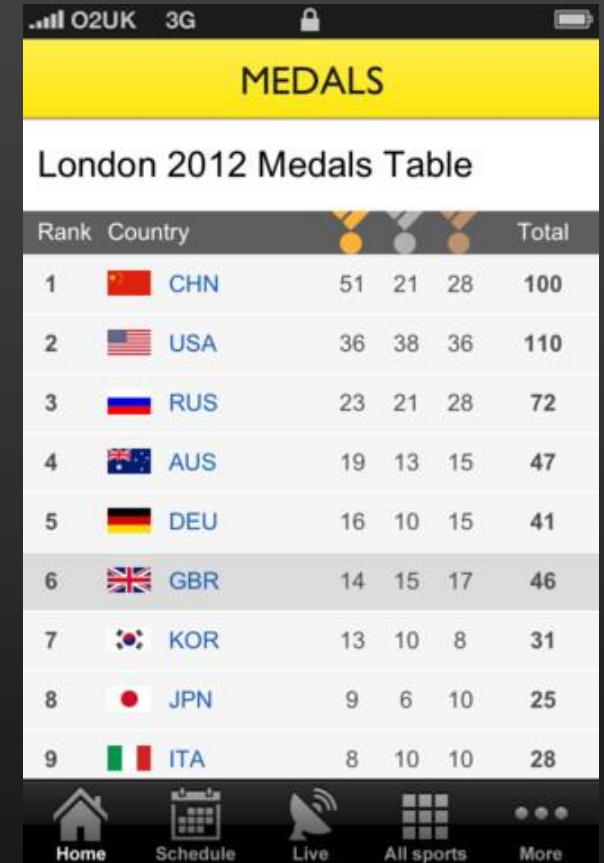 O2UK 3G
MEDALS
London 2012 Medals Table
Rank Country Total
1 CHN 51 21 28 100
2 USA 36 38 36 110
3 RUS 23 21 28 72
4 AUS 19 13 15 47
5 DEU 16 10 15 41
6 GBR 14 15 17 46
7 KOR 13 10 8 31
8 JPN 9 6 10 25
9 ITA 8 10 10 28
Home Schedule Live All sports More